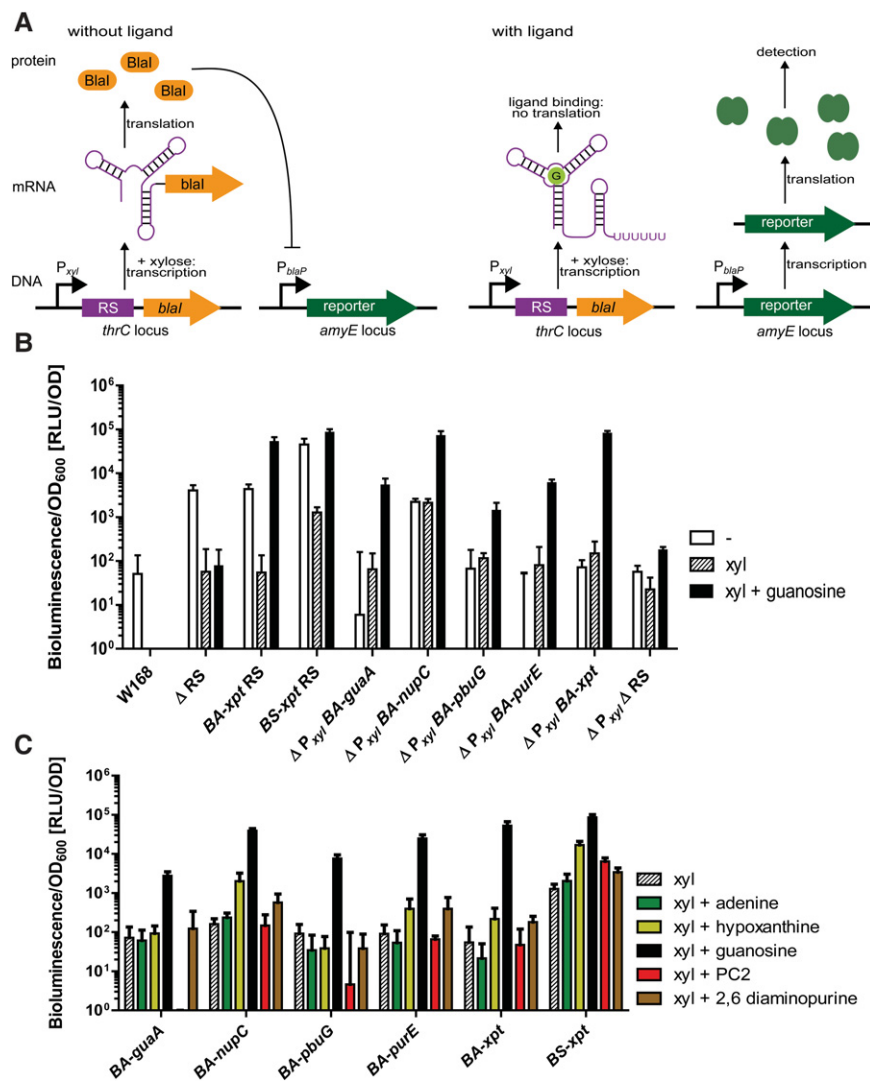 A
without ligand
protein
BlaI
BlaI
BlaI
translation
mRNA
blaI
+ xylose:
transcription
DNA
Pxyl
RS
blaI
thrC locus
PblaP
reporter
amyE locus
with ligand
ligand binding:
no translation
G
UUUUUU
+ xylose:
transcription
Pxyl
RS
blaI
thrC locus
detection
translation
reporter
transcription
PblaP
reporter
amyE locus
B
Bioluminescence/OD600 [RLU/OD]
10^6
10^5
10^4
10^3
10^2
10^1
10^0
W168
Δ RS
BA-xpt RS
BS-xpt RS
Δ Pxyl BA-guaA
Δ Pxyl BA-nupC
Δ Pxyl BA-pbuG
Δ Pxyl BA-purE
Δ Pxyl BA-xpt
Δ Pxyl Δ RS
-
xyl
xyl + guanosine
C
Bioluminescence/OD600 [RLU/OD]
10^6
10^5
10^4
10^3
10^2
10^1
10^0
BA-guaA
BA-nupC
BA-pbuG
BA-purE
BA-xpt
BS-xpt
xyl
xyl + adenine
xyl + hypoxanthine
xyl + guanosine
xyl + PC2
xyl + 2,6 diaminopurine